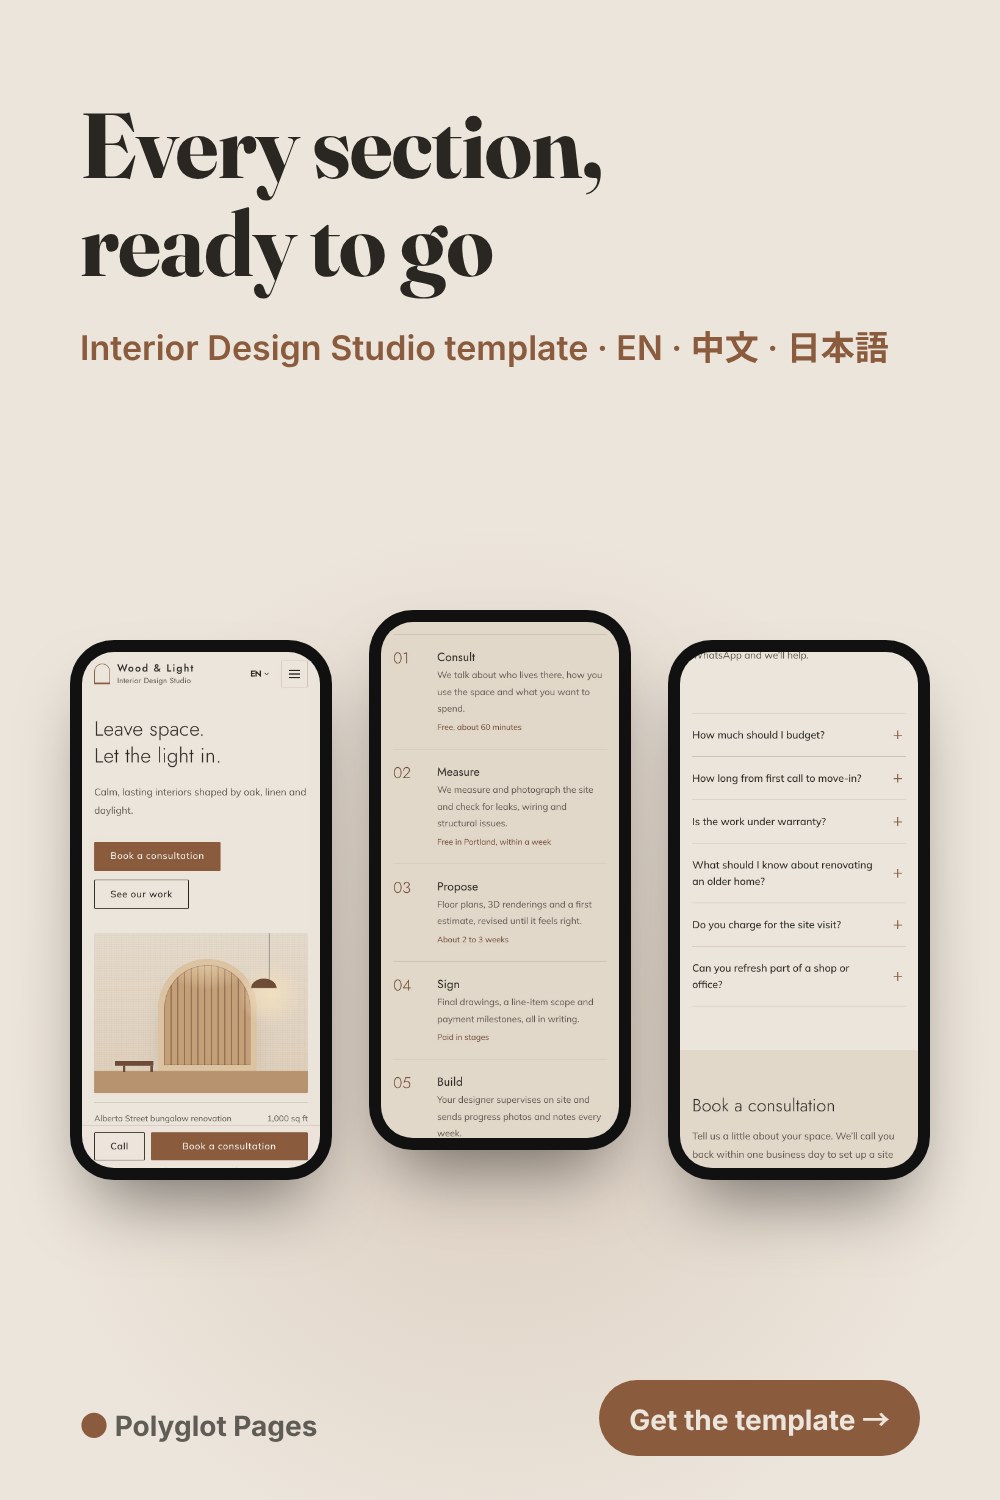 Every section,
ready to go
Interior Design Studio template · EN · 中文 · 日本語
Wood & Light
Interior Design Studio
EN
Leave space.
Let the light in.
Calm, lasting interiors shaped by oak, linen and
daylight.
Book a consultation
See our work
Alberta Street bungalow renovation 1,000 sq ft
Call Book a consultation
01 Consult
We talk about who lives there, how you
use the space and what you want to
spend.
Free, about 60 minutes
02 Measure
We measure and photograph the site
and check for leaks, wiring and
structural issues.
Free in Portland, within a week
03 Propose
Floor plans, 3D renderings and a first
estimate, revised until it feels right.
About 2 to 3 weeks
04 Sign
Final drawings, a line-item scope and
payment milestones, all in writing.
Paid in stages
05 Build
Your designer supervises on site and
sends progress photos and notes every
week.
WhatsApp and we'll help.
How much should I budget? +
How long from first call to move-in? +
Is the work under warranty? +
What should I know about renovating
an older home? +
Do you charge for the site visit? +
Can you refresh part of a shop or
office? +
Book a consultation
Tell us a little about your space. We'll call you
back within one business day to set up a site
Polyglot Pages
Get the template →